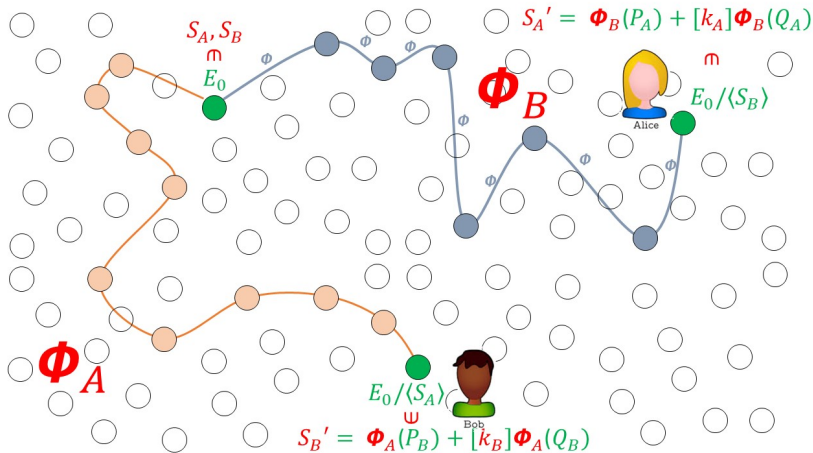 S_A' = Φ_B(P_A) + [k_A]Φ_B(Q_A)
S_A, S_B
∈
∈
E_0
Φ
Φ
Φ
Φ_B
E_0/⟨S_B⟩
Alice
Φ
Φ
Φ
Φ
Φ_A
E_0/⟨S_A⟩
∈
Bob
S_B' = Φ_A(P_B) + [k_B]Φ_A(Q_B)